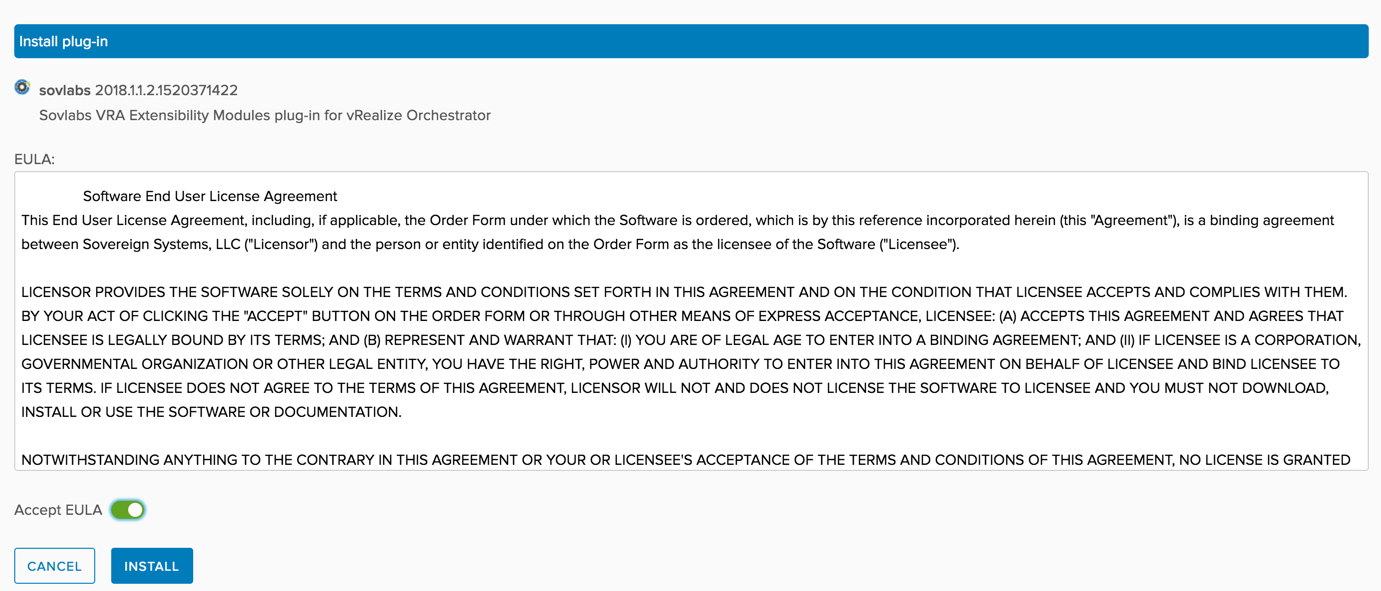 Install plug-in
sovlabs 2018.1.1.2.1520371422
Sovlabs VRA Extensibility Modules plug-in for vRealize Orchestrator
EULA:
Software End User License Agreement
This End User License Agreement, including, if applicable, the Order Form under which the Software is ordered, which is by this reference incorporated herein (this "Agreement"), is a binding agreement
between Sovereign Systems, LLC ("Licensor") and the person or entity identified on the Order Form as the licensee of the Software ("Licensee").
LICENSOR PROVIDES THE SOFTWARE SOLELY ON THE TERMS AND CONDITIONS SET FORTH IN THIS AGREEMENT AND ON THE CONDITION THAT LICENSEE ACCEPTS AND COMPLIES WITH THEM.
BY YOUR ACT OF CLICKING THE "ACCEPT" BUTTON ON THE ORDER FORM OR THROUGH OTHER MEANS OF EXPRESS ACCEPTANCE, LICENSEE: (A) ACCEPTS THIS AGREEMENT AND AGREES THAT
LICENSEE IS LEGALLY BOUND BY ITS TERMS; AND (B) REPRESENT AND WARRANT THAT: (I) YOU ARE OF LEGAL AGE TO ENTER INTO A BINDING AGREEMENT; AND (II) IF LICENSEE IS A CORPORATION,
GOVERNMENTAL ORGANIZATION OR OTHER LEGAL ENTITY, YOU HAVE THE RIGHT, POWER AND AUTHORITY TO ENTER INTO THIS AGREEMENT ON BEHALF OF LICENSEE AND BIND LICENSEE TO
ITS TERMS. IF LICENSEE DOES NOT AGREE TO THE TERMS OF THIS AGREEMENT, LICENSOR WILL NOT AND DOES NOT LICENSE THE SOFTWARE TO LICENSEE AND YOU MUST NOT DOWNLOAD,
INSTALL OR USE THE SOFTWARE OR DOCUMENTATION.
NOTWITHSTANDING ANYTHING TO THE CONTRARY IN THIS AGREEMENT OR YOUR OR LICENSEE'S ACCEPTANCE OF THE TERMS AND CONDITIONS OF THIS AGREEMENT, NO LICENSE IS GRANTED
Accept EULA
CANCEL INSTALL